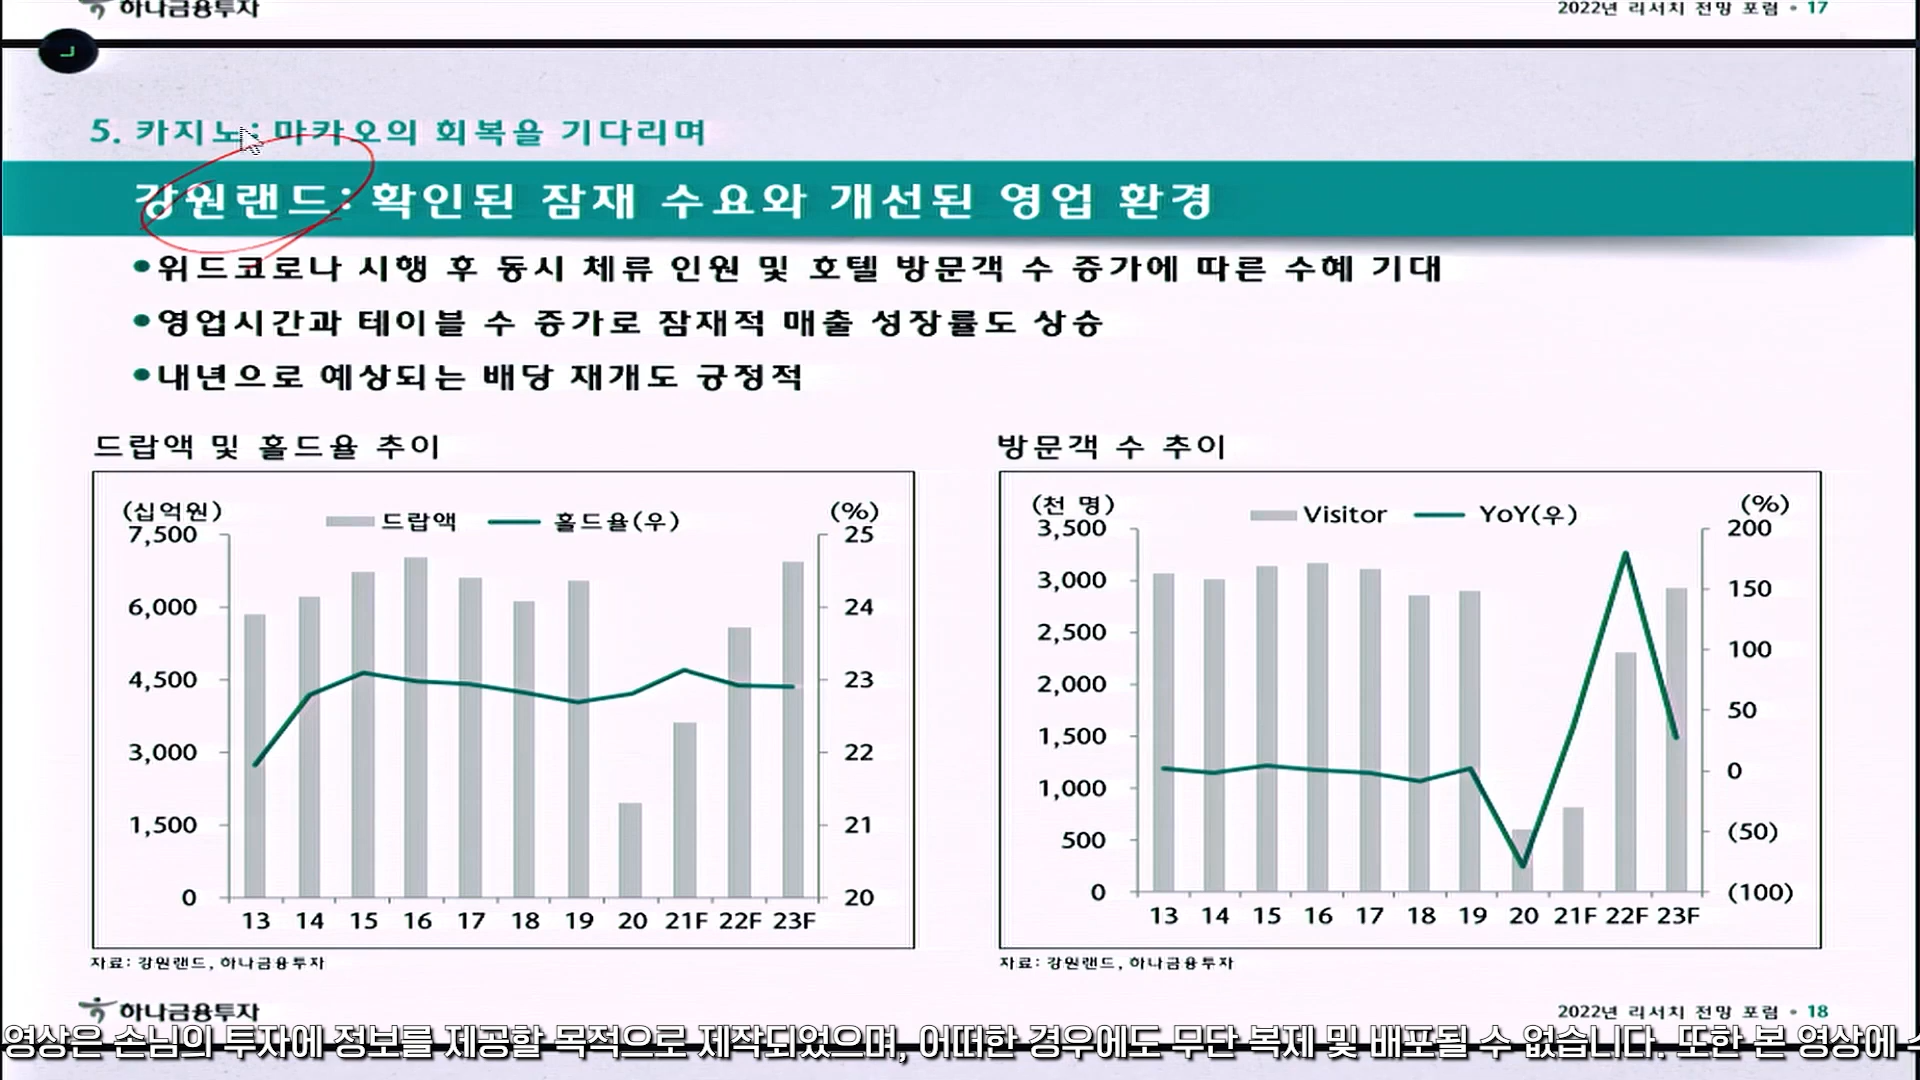 하나금융투자
2022년 리서치 전망 포럼 • 17
5. 카지노: 마카오의 회복을 기다리며
강원랜드: 확인된 잠재 수요와 개선된 영업 환경
•위드코로나 시행 후 동시 체류 인원 및 호텔 방문객 수 증가에 따른 수혜 기대
•영업시간과 테이블 수 증가로 잠재적 매출 성장률도 상승
•내년으로 예상되는 배당 재개도 긍정적
드랍액 및 홀드율 추이
(십억원)
드랍액 홀드율(우)
(%)
7,500
6,000
4,500
3,000
1,500
0
25
24
23
22
21
20
13 14 15 16 17 18 19 20 21F 22F 23F
자료: 강원랜드, 하나금융투자
방문객 수 추이
(천 명)
Visitor YoY(우)
(%)
3,500
3,000
2,500
2,000
1,500
1,000
500
0
200
150
100
50
0
(50)
(100)
13 14 15 16 17 18 19 20 21F 22F 23F
자료: 강원랜드, 하나금융투자
하나금융투자
2022년 리서치 전망 포럼 • 18
영상은 손님의 투자에 정보를 제공할 목적으로 제작되었으며, 어떠한 경우에도 무단 복제 및 배포될 수 없습니다. 또한 본 영상에